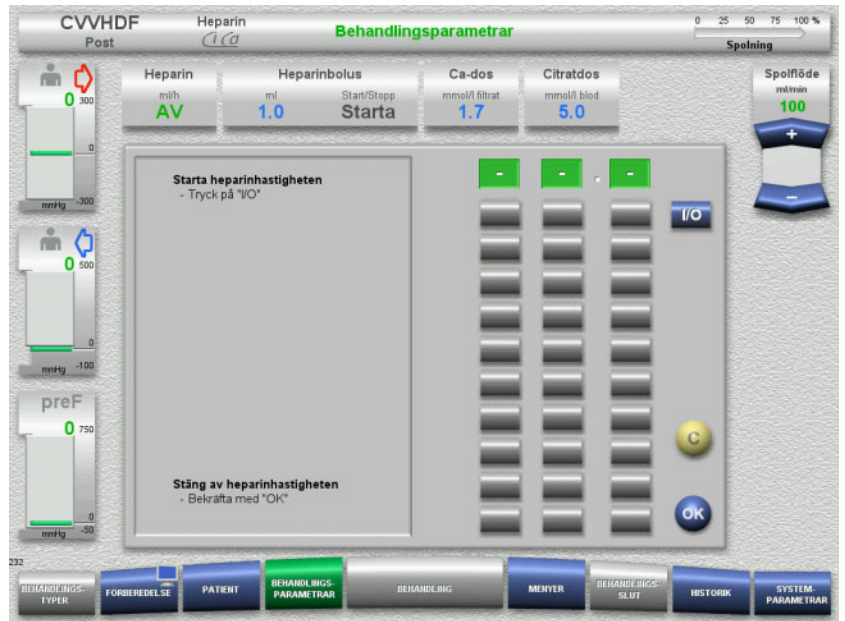 CVVHDF
Post
Heparin
Ci Ca
Behandlingsparametrar
0 25 50 75 100 %
Spolning
0
300
0
-300
mmHg
Heparin
ml/h
AV
Heparinbolus
ml
1.0
Start/Stopp
Starta
Ca-dos
mmol/l filtrat
1.7
Citratdos
mmol/l blod
5.0
Spolflöde
ml/min
100
+
–
Starta heparinhastigheten
- Tryck på "I/O"
- - . -
I/O
0
500
0
-100
mmHg
preF
0
750
0
-50
mmHg
Stäng av heparinhastigheten
- Bekräfta med "OK"
C
OK
232
BEHANDLINGS-
TYPER
FÖRBEREDELSE
PATIENT
BEHANDLINGS-
PARAMETRAR
BEHANDLING
MENYER
BEHANDLINGS-
SLUT
HISTORIK
SYSTEM-
PARAMETRAR